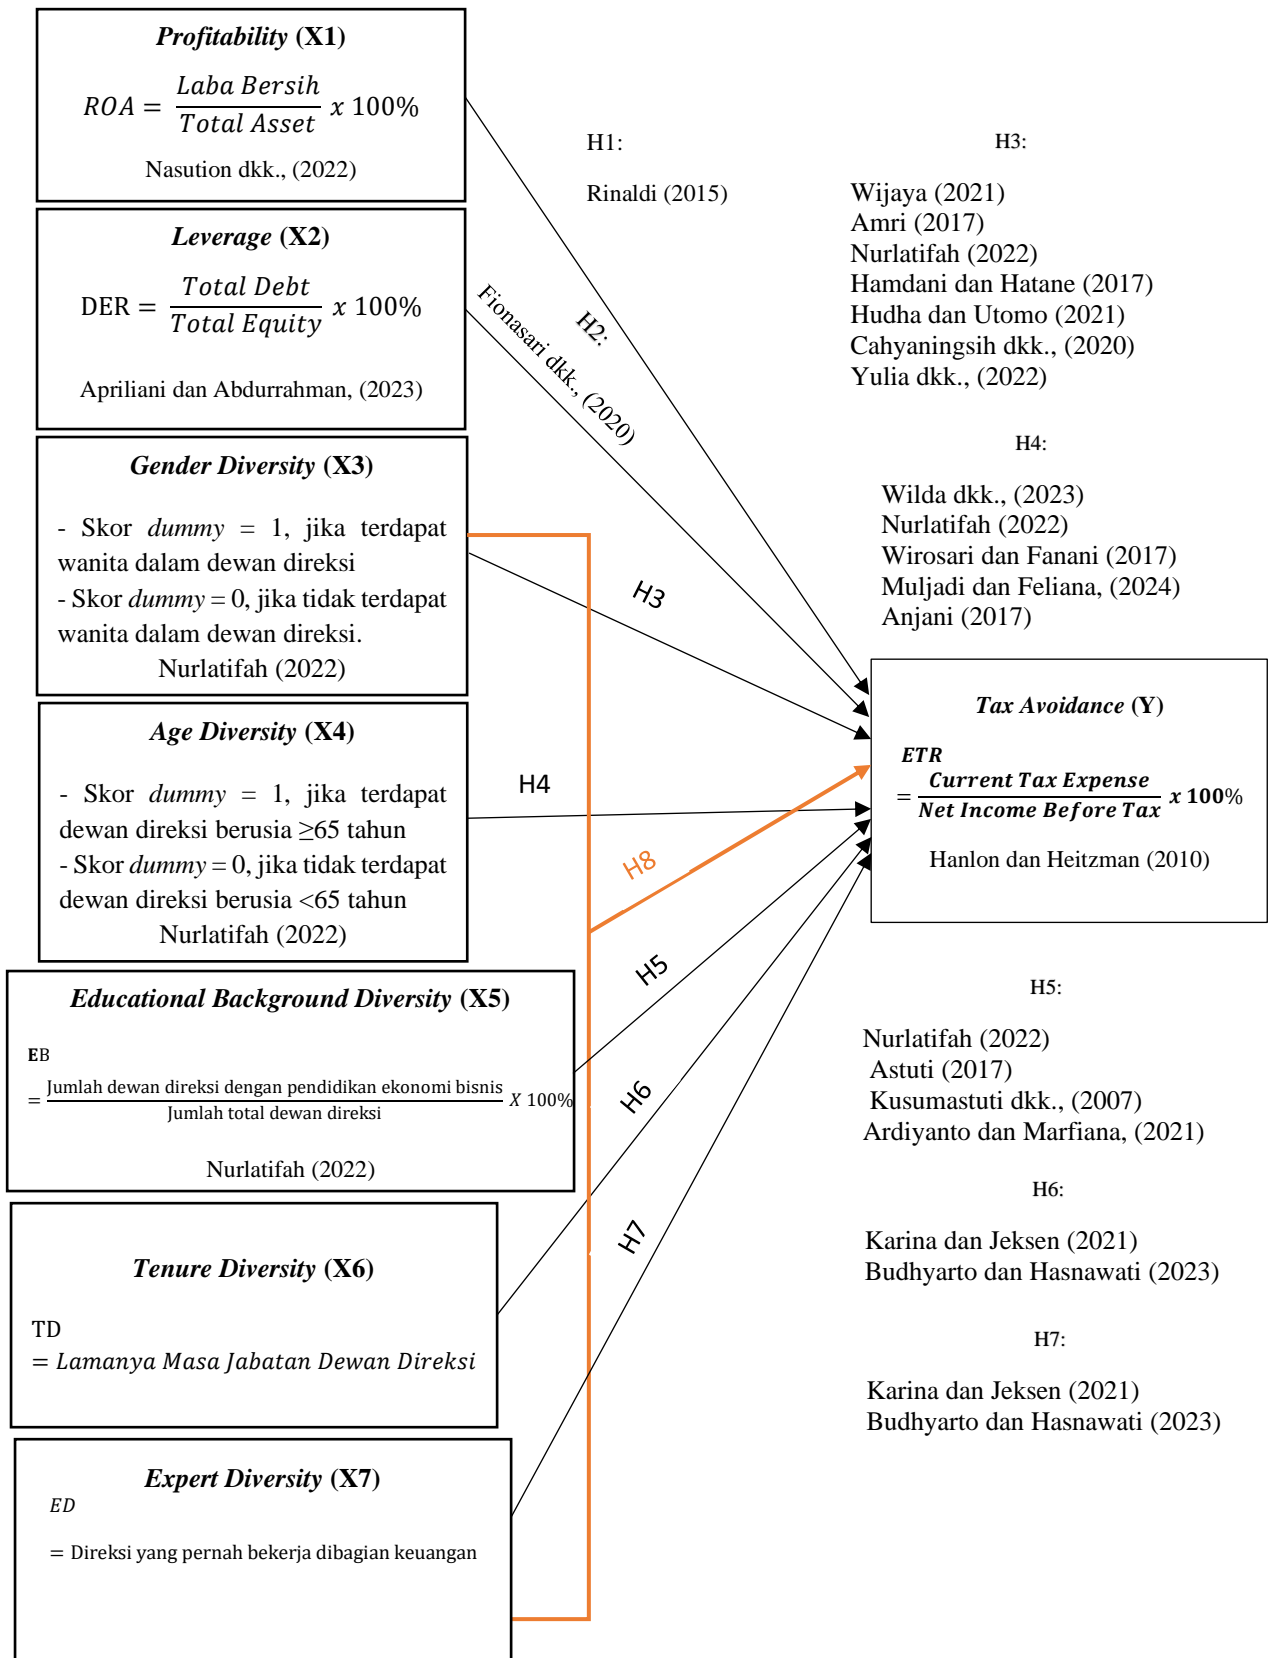 Profitability (X1)
ROA = Laba Bersih / Total Asset x 100%
Nasution dkk., (2022)
Leverage (X2)
DER = Total Debt / Total Equity x 100%
Apriliani dan Abdurrahman, (2023)
Gender Diversity (X3)
- Skor dummy = 1, jika terdapat
wanita dalam dewan direksi
- Skor dummy = 0, jika tidak terdapat
wanita dalam dewan direksi.
Nurlatifah (2022)
Age Diversity (X4)
- Skor dummy = 1, jika terdapat
dewan direksi berusia ≥65 tahun
- Skor dummy = 0, jika tidak terdapat
dewan direksi berusia <65 tahun
Nurlatifah (2022)
Educational Background Diversity (X5)
EB
= Jumlah dewan direksi dengan pendidikan ekonomi bisnis / Jumlah total dewan direksi X 100%
Nurlatifah (2022)
Tenure Diversity (X6)
TD
= Lamanya Masa Jabatan Dewan Direksi
Expert Diversity (X7)
ED
= Direksi yang pernah bekerja dibagian keuangan
H1:
Rinaldi (2015)
H2:
Fionasari dkk., (2020)
H3
H4
H8
H5
H6
H7
H3:
Wijaya (2021)
Amri (2017)
Nurlatifah (2022)
Hamdani dan Hatane (2017)
Hudha dan Utomo (2021)
Cahyaningsih dkk., (2020)
Yulia dkk., (2022)
H4:
Wilda dkk., (2023)
Nurlatifah (2022)
Wirosari dan Fanani (2017)
Muljadi dan Feliana, (2024)
Anjani (2017)
Tax Avoidance (Y)
ETR
= Current Tax Expense / Net Income Before Tax x 100%
Hanlon dan Heitzman (2010)
H5:
Nurlatifah (2022)
Astuti (2017)
Kusumastuti dkk., (2007)
Ardiyanto dan Marfiana, (2021)
H6:
Karina dan Jeksen (2021)
Budhyarto dan Hasnawati (2023)
H7:
Karina dan Jeksen (2021)
Budhyarto dan Hasnawati (2023)